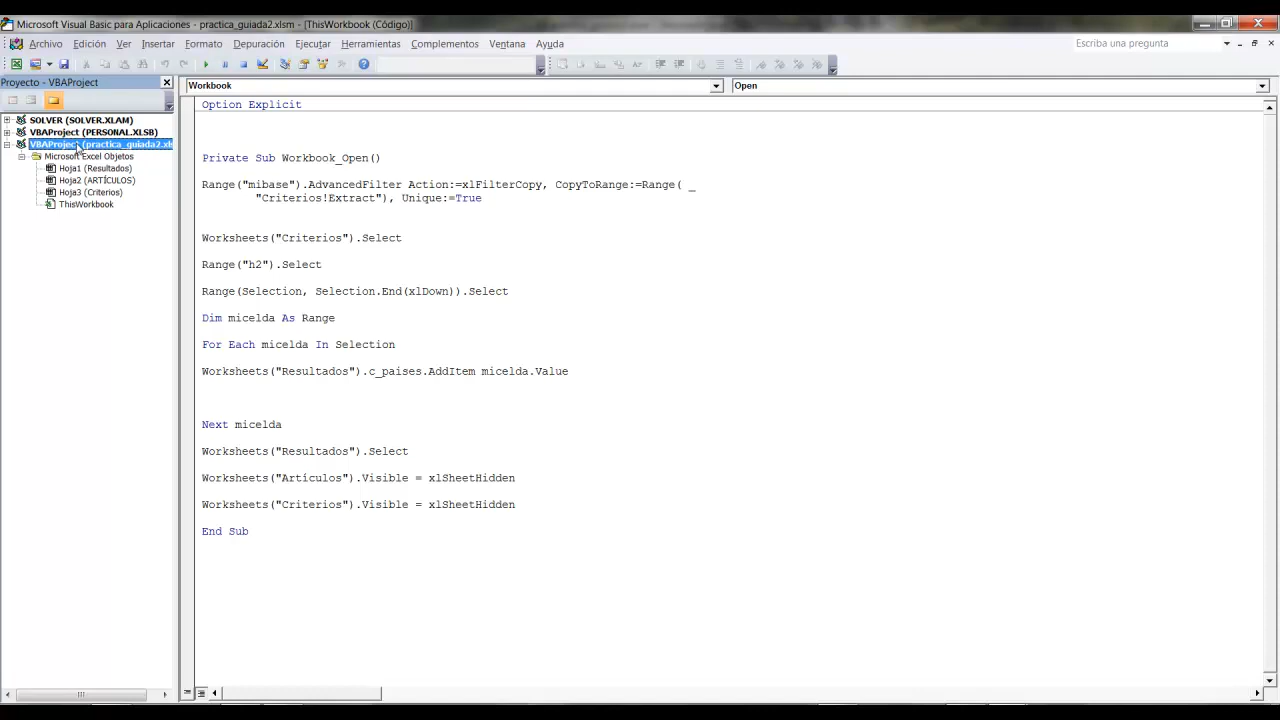 Microsoft Visual Basic para Aplicaciones - practica_guiada2.xlsm - [ThisWorkbook (Código)]
Archivo Edición Ver Insertar Formato Depuración Ejecutar Herramientas Complementos Ventana Ayuda Escriba una pregunta
Proyecto - VBAProject
SOLVER (SOLVER.XLAM)
VBAProject (PERSONAL.XLSB)
VBAProject (practica_guiada2.xls
Microsoft Excel Objetos
Hoja1 (Resultados)
Hoja2 (ARTÍCULOS)
Hoja3 (Criterios)
ThisWorkbook
Workbook Open
Option Explicit
Private Sub Workbook_Open()
Range("mibase").AdvancedFilter Action:=xlFilterCopy, CopyToRange:=Range( _
"Criterios!Extract"), Unique:=True
Worksheets("Criterios").Select
Range("h2").Select
Range(Selection, Selection.End(xlDown)).Select
Dim micelda As Range
For Each micelda In Selection
Worksheets("Resultados").c_paises.AddItem micelda.Value
Next micelda
Worksheets("Resultados").Select
Worksheets("Artículos").Visible = xlSheetHidden
Worksheets("Criterios").Visible = xlSheetHidden
End Sub